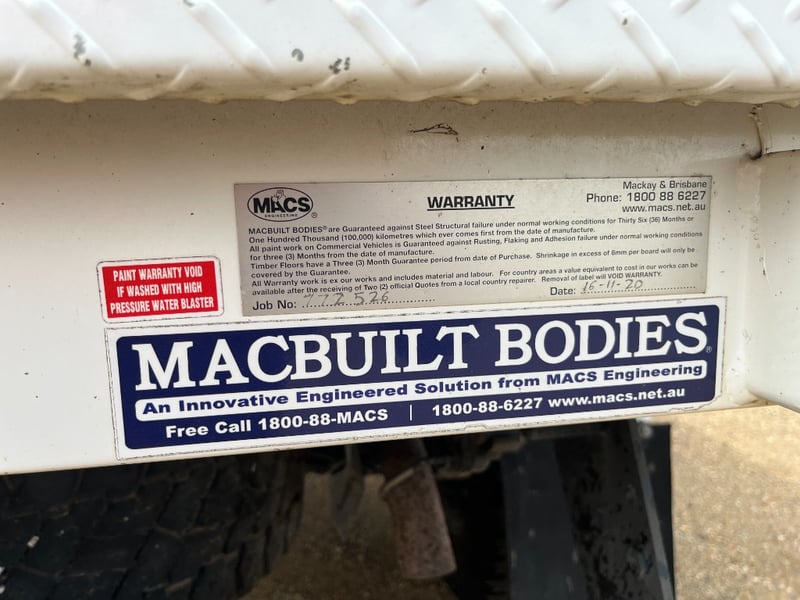 MACS
ENGINEERING
®
WARRANTY
Mackay & Brisbane
Phone: 1800 88 6227
www.macs.net.au
MACBUILT BODIES® are Guaranteed against Steel Structural failure under normal working conditions for Thirty Six (36) Months or
One Hundred Thousand (100,000) kilometres which ever comes first from the date of manufacture.
All paint work on Commercial Vehicles is Guaranteed against Rusting, Flaking and Adhesion failure under normal working conditions
for three (3) Months from the date of manufacture.
Timber Floors have a Three (3) Month Guarantee period from date of Purchase. Shrinkage in excess of 8mm per board will only be
covered by the Guarantee.
All Warranty work is ex our works and includes material and labour. For country areas a value equivalent to cost in our works can be
available after the receiving of Two (2) official Quotes from a local country repairer. Removal of label will VOID WARRANTY.
Job No: 772526 Date: 16-11-20
PAINT WARRANTY VOID
IF WASHED WITH HIGH
PRESSURE WATER BLASTER
MACBUILT BODIES®
An Innovative Engineered Solution from MACS Engineering
Free Call 1800-88-MACS | 1800-88-6227 www.macs.net.au